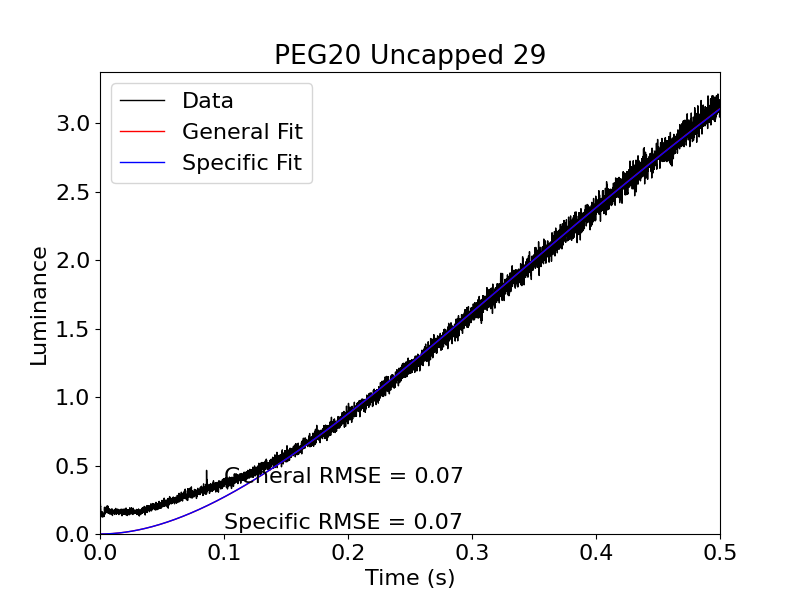 PEG20 Uncapped 29
Data
General Fit
Specific Fit
3.0
2.5
2.0
1.5
1.0
0.5
0.0
Luminance
General RMSE = 0.07
Specific RMSE = 0.07
0.0 0.1 0.2 0.3 0.4 0.5
Time (s)